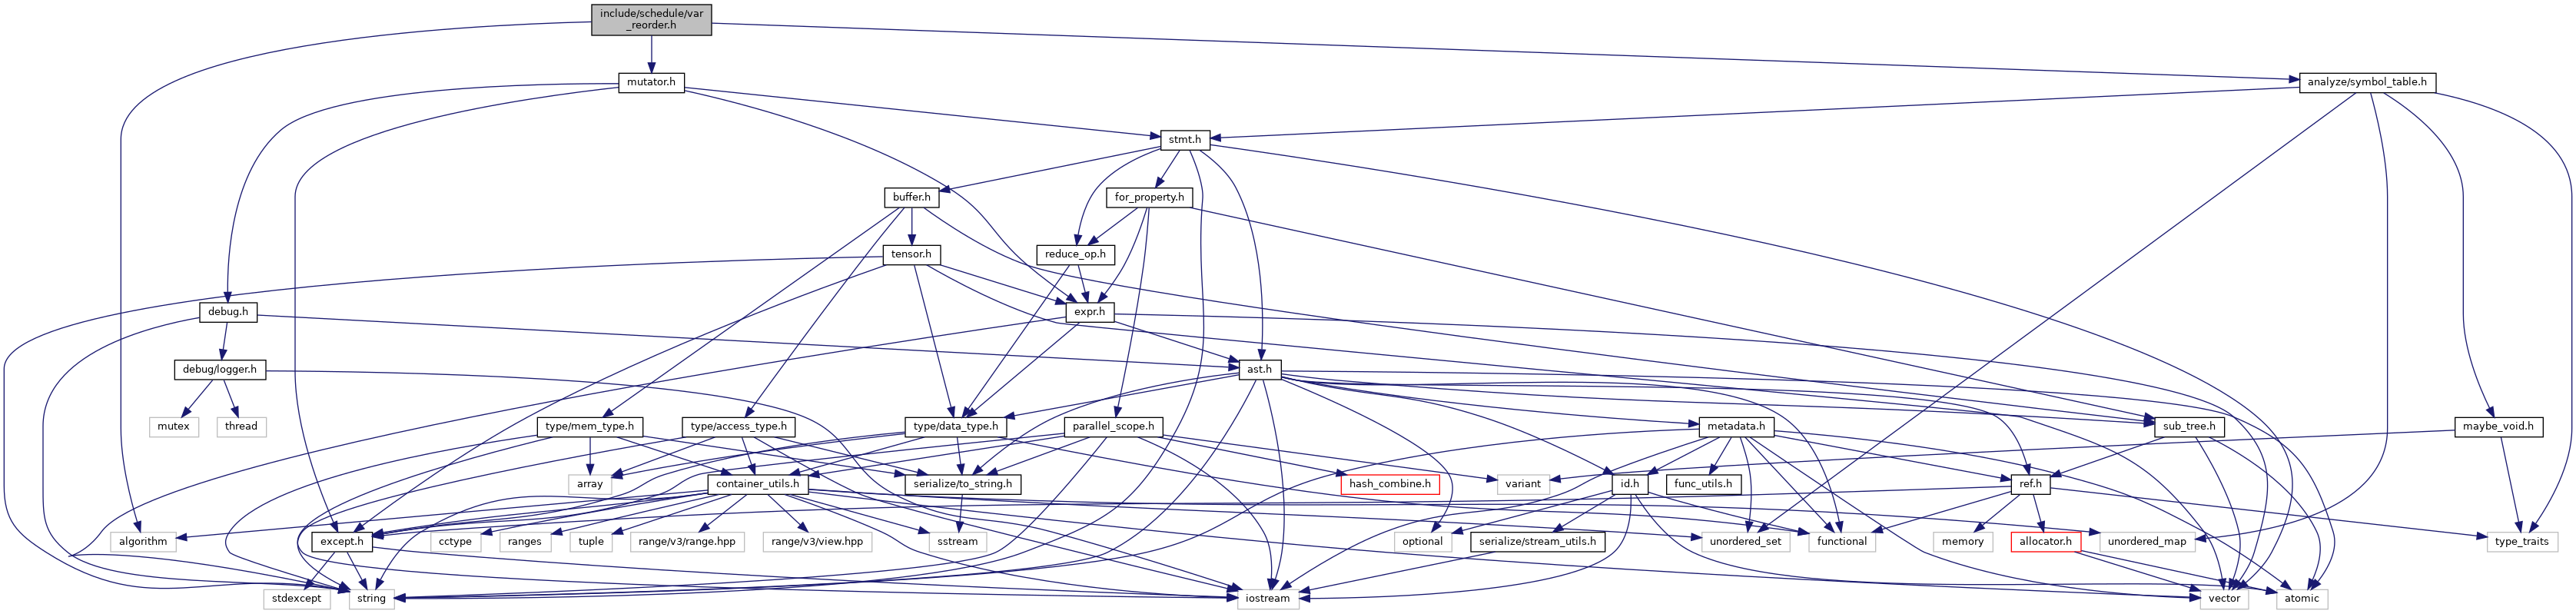 include/schedule/var
_reorder.h
mutator.h
analyze/symbol_table.h
stmt.h
buffer.h
for_property.h
tensor.h
reduce_op.h
debug.h
expr.h
debug/logger.h
ast.h
mutex
thread
type/mem_type.h
type/access_type.h
type/data_type.h
parallel_scope.h
metadata.h
sub_tree.h
maybe_void.h
array
container_utils.h
serialize/to_string.h
hash_combine.h
variant
id.h
func_utils.h
ref.h
algorithm
except.h
cctype
ranges
tuple
range/v3/range.hpp
range/v3/view.hpp
sstream
optional
serialize/stream_utils.h
unordered_set
functional
memory
allocator.h
unordered_map
type_traits
stdexcept
string
iostream
vector
atomic